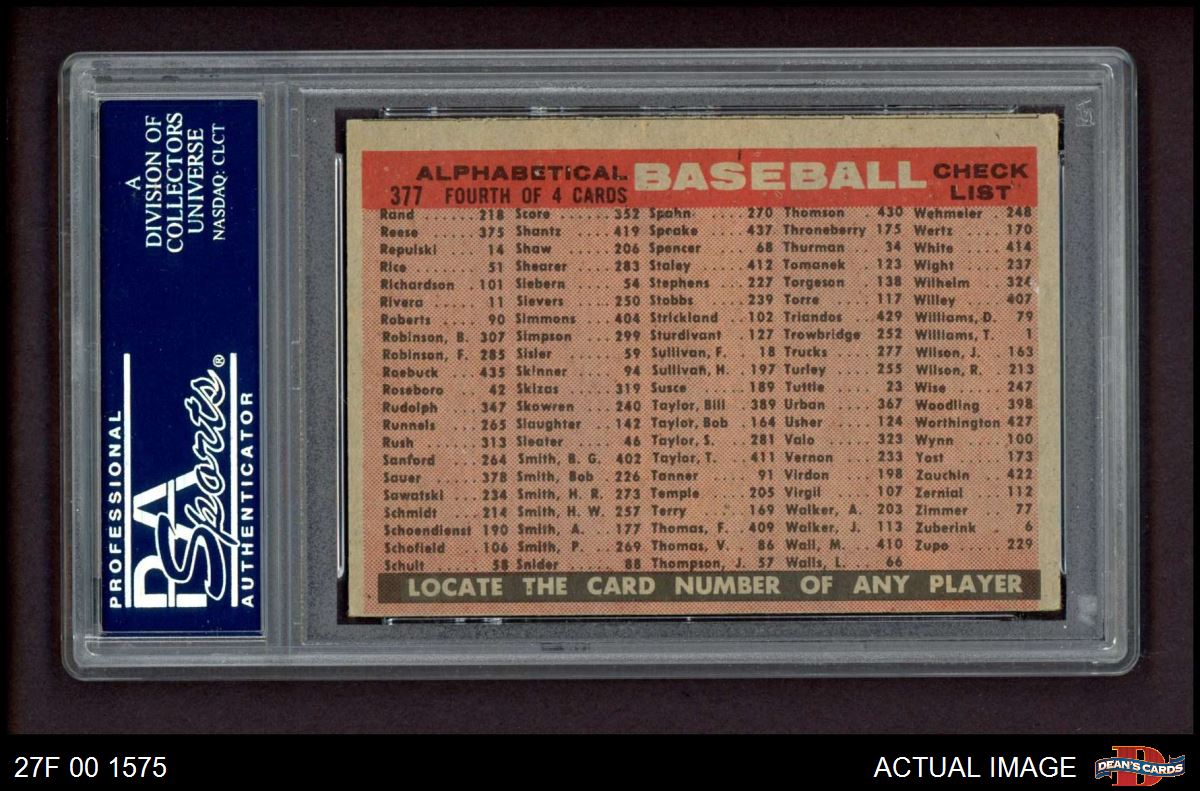 A
DIVISION OF
COLLECTORS
UNIVERSE
NASDAQ: CLCT
PROFESSIONAL
PSA
Sports®
AUTHENTICATOR
ALPHABETICAL BASEBALL CHECK
377 FOURTH OF 4 CARDS LIST
Rand ...... 218 Score .... 352 Spahn .... 270 Thomson . 430 Wehmeier 248
Reese ..... 375 Shantz ... 419 Speake ... 437 Throneberry 175 Wertz .... 170
Repulski ... 14 Shaw .... 206 Spencer ... 68 Thurman .. 34 White .... 414
Rice ...... 51 Shearer .. 283 Staley .... 412 Tomanek .. 123 Wight .... 237
Richardson . 101 Siebern ... 54 Stephens .. 227 Torgeson . 138 Wilhelm .. 324
Rivera ..... 11 Sievers ... 250 Stobbs ... 239 Torre .... 117 Willey ... 407
Roberts .... 90 Simmons .. 404 Strickland . 102 Triandos . 429 Williams, D. 79
Robinson, B. 307 Simpson .. 299 Sturdivant . 127 Trowbridge 252 Williams, T. 1
Robinson, F. 285 Sisler .... 59 Sullivan, F. 18 Trucks ... 277 Wilson, J. 163
Roebuck .... 435 Skinner ... 94 Sullivan, H. 197 Turley ... 255 Wilson, R. 213
Roseboro ... 42 Skizas ... 319 Susce .... 189 Tuttle .... 23 Wise .... 247
Rudolph ... 347 Skowren .. 240 Taylor, Bill 389 Urban ... 367 Woodling . 398
Runnels ... 265 Slaughter . 142 Taylor, Bob 164 Usher .... 124 Worthington 427
Rush ..... 313 Sleater ... 46 Taylor, S. . 281 Valo .... 323 Wynn .... 100
Sanford ... 264 Smith, B. G. 402 Taylor, T. . 411 Vernon ... 233 Yost .... 173
Sauer .... 378 Smith, Bob . 226 Tanner .... 91 Virdon ... 198 Zauchin .. 422
Sawatski .. 234 Smith, H. R. 273 Temple ... 205 Virgil ... 107 Zernial .. 112
Schmidt ... 214 Smith, H. W. 257 Terry .... 169 Walker, A. 203 Zimmer ... 77
Schoendienst 190 Smith, A. . 177 Thomas, F. 409 Walker, J. 113 Zuberink ... 6
Schofield .. 106 Smith, P. .. 269 Thomas, V. . 86 Wall, M. . 410 Zupo .... 229
Schult ..... 58 Snider .... 88 Thompson, J. 57 Walls, L. .. 66
LOCATE THE CARD NUMBER OF ANY PLAYER
27F 00 1575
ACTUAL IMAGE
DEAN'S CARDS